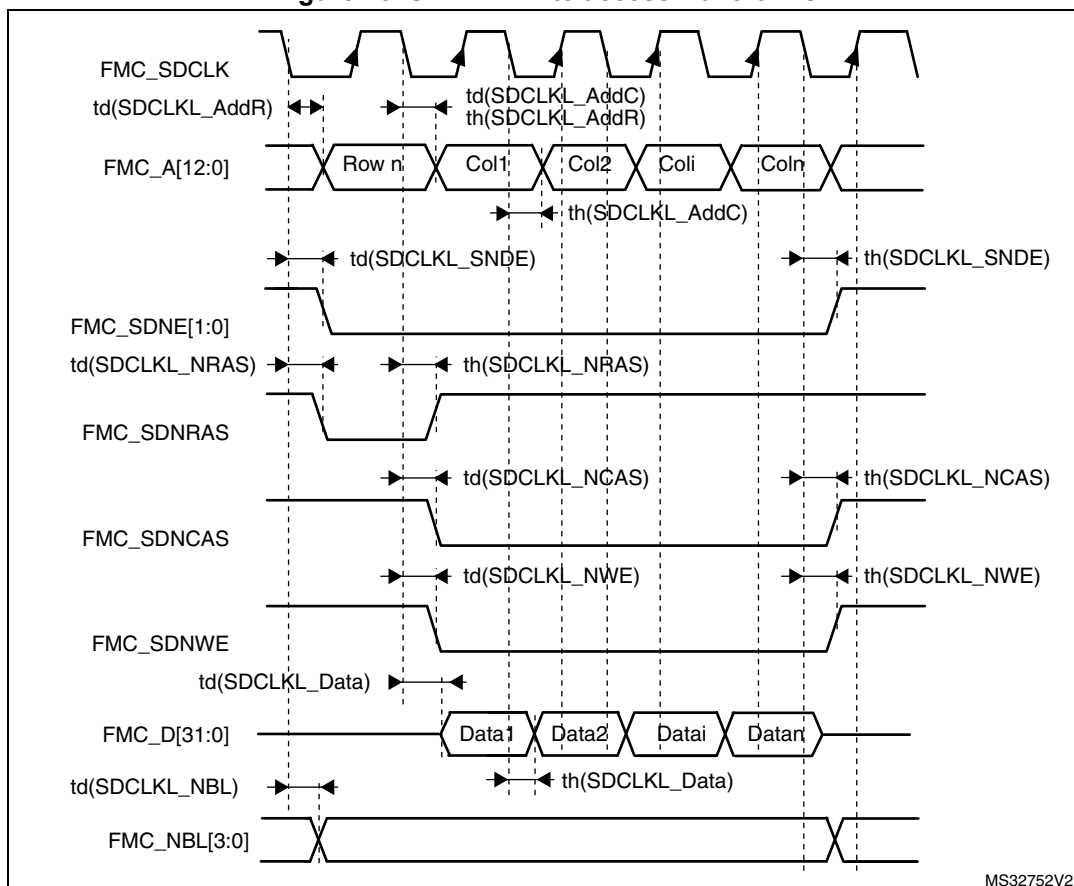 FMC_SDCLK
td(SDCLKL_AddR)
td(SDCLKL_AddC)
th(SDCLKL_AddR)
FMC_A[12:0]
Row n
Col1
Col2
Coli
Coln
th(SDCLKL_AddC)
td(SDCLKL_SNDE)
th(SDCLKL_SNDE)
FMC_SDNE[1:0]
td(SDCLKL_NRAS)
th(SDCLKL_NRAS)
FMC_SDNRAS
td(SDCLKL_NCAS)
th(SDCLKL_NCAS)
FMC_SDNCAS
td(SDCLKL_NWE)
th(SDCLKL_NWE)
FMC_SDNWE
td(SDCLKL_Data)
FMC_D[31:0]
Data1
Data2
Datai
Datan
th(SDCLKL_Data)
td(SDCLKL_NBL)
FMC_NBL[3:0]
MS32752V2